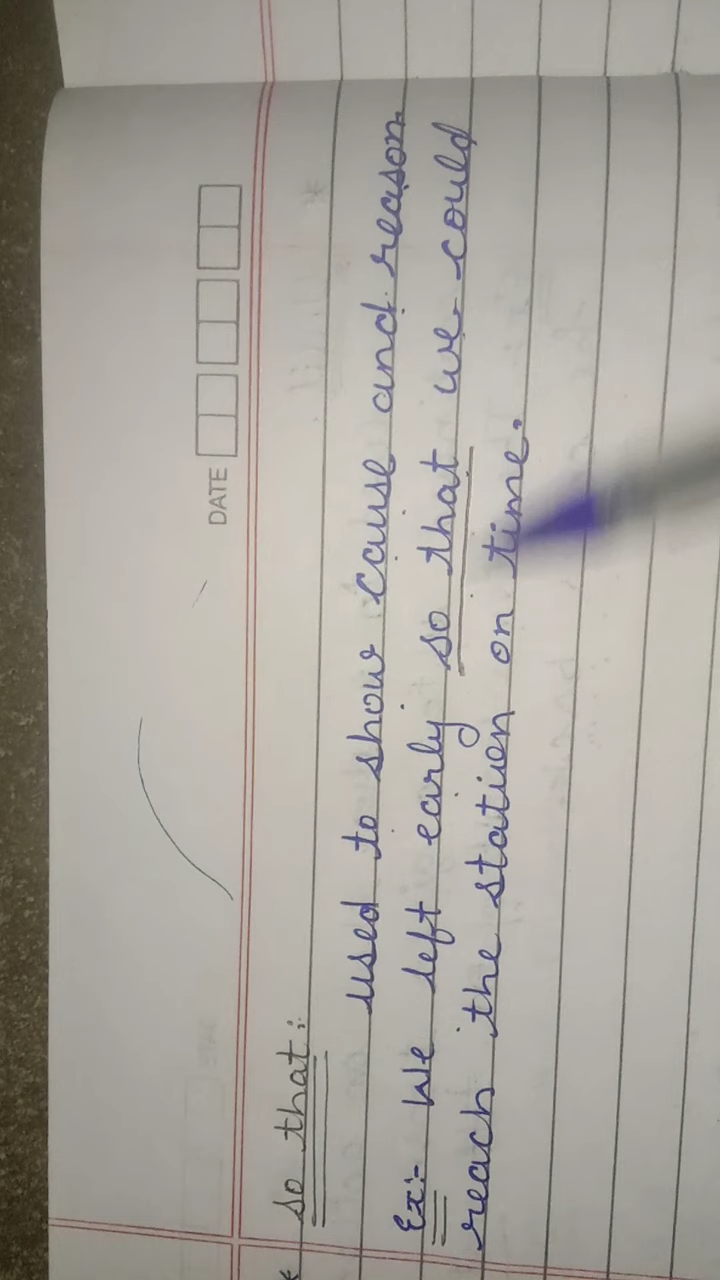 DATE
* so that :
used to show cause and reason
Ex:- We left early so that we could
reach the station on time.